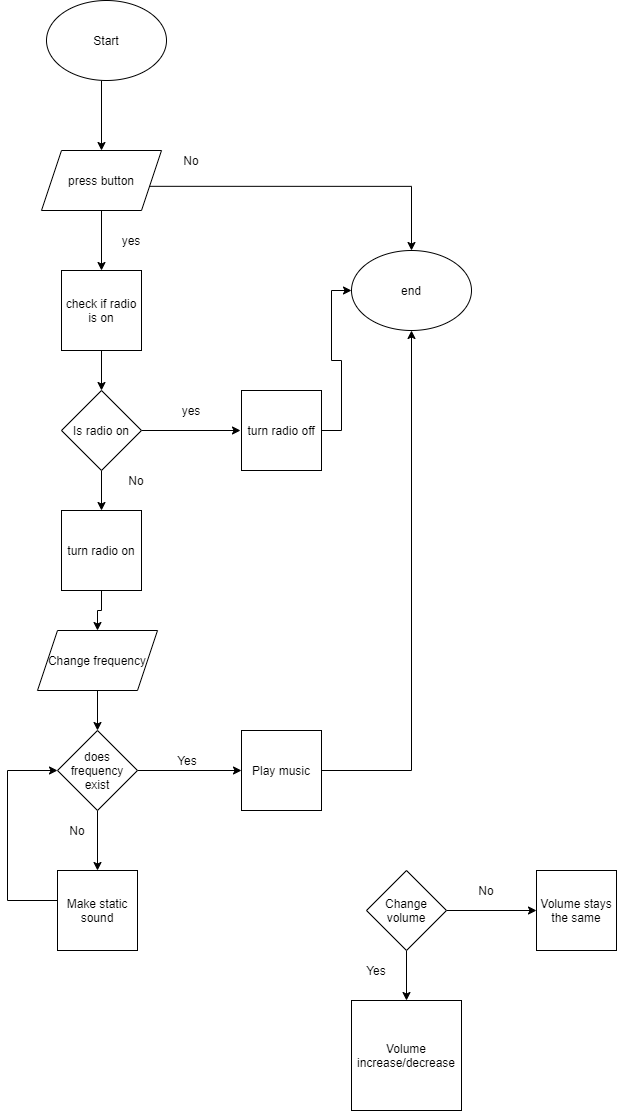 Start
No
press button
yes
check if radio
is on
end
yes
Is radio on
turn radio off
No
turn radio on
Change frequency
does
frequency
exist
Yes
Play music
No
Make static
sound
Change
volume
No
Volume stays
the same
Yes
Volume
increase/decrease